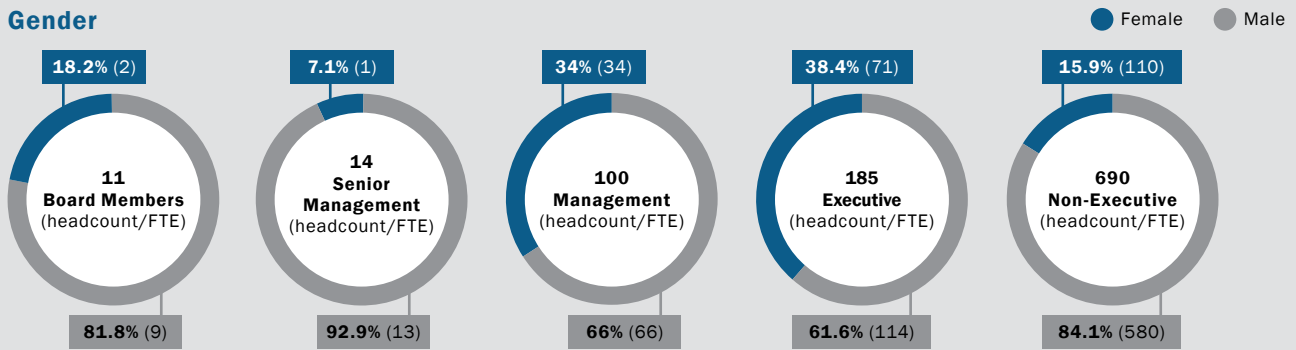 Gender
Female
Male
18.2% (2)
7.1% (1)
34% (34)
38.4% (71)
15.9% (110)
11
Board Members
(headcount/FTE)
14
Senior
Management
(headcount/FTE)
100
Management
(headcount/FTE)
185
Executive
(headcount/FTE)
690
Non-Executive
(headcount/FTE)
81.8% (9)
92.9% (13)
66% (66)
61.6% (114)
84.1% (580)